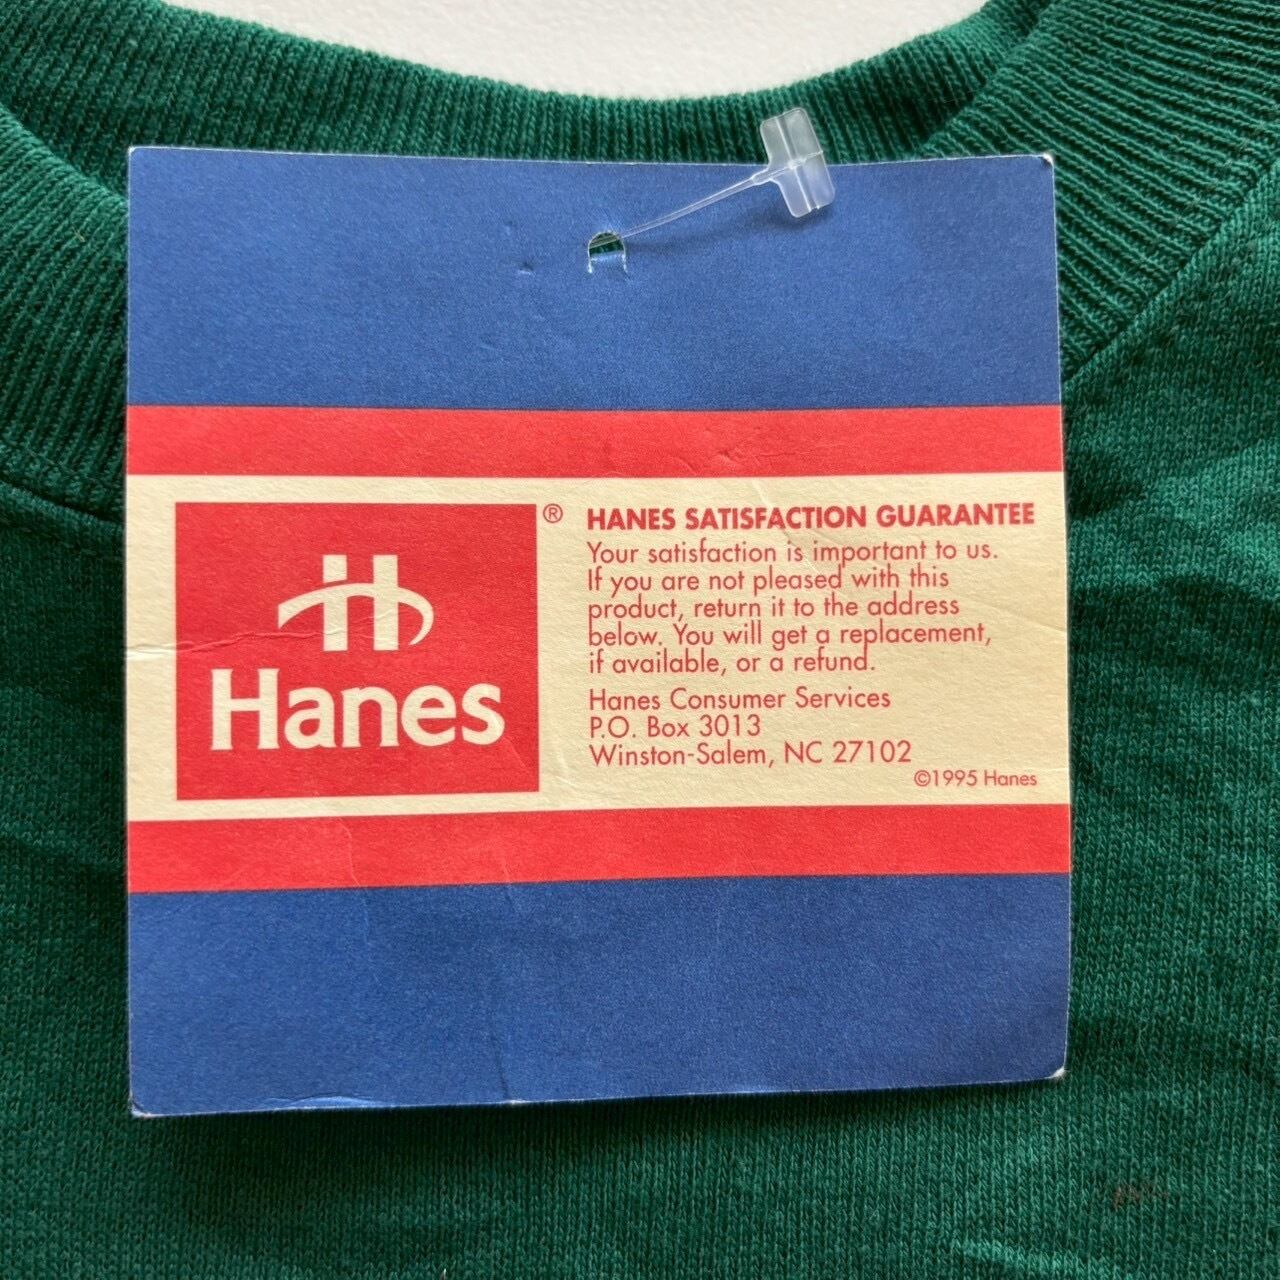 Hanes
®
HANES SATISFACTION GUARANTEE
Your satisfaction is important to us.
If you are not pleased with this
product, return it to the address
below. You will get a replacement,
if available, or a refund.
Hanes Consumer Services
P.O. Box 3013
Winston-Salem, NC 27102
©1995 Hanes